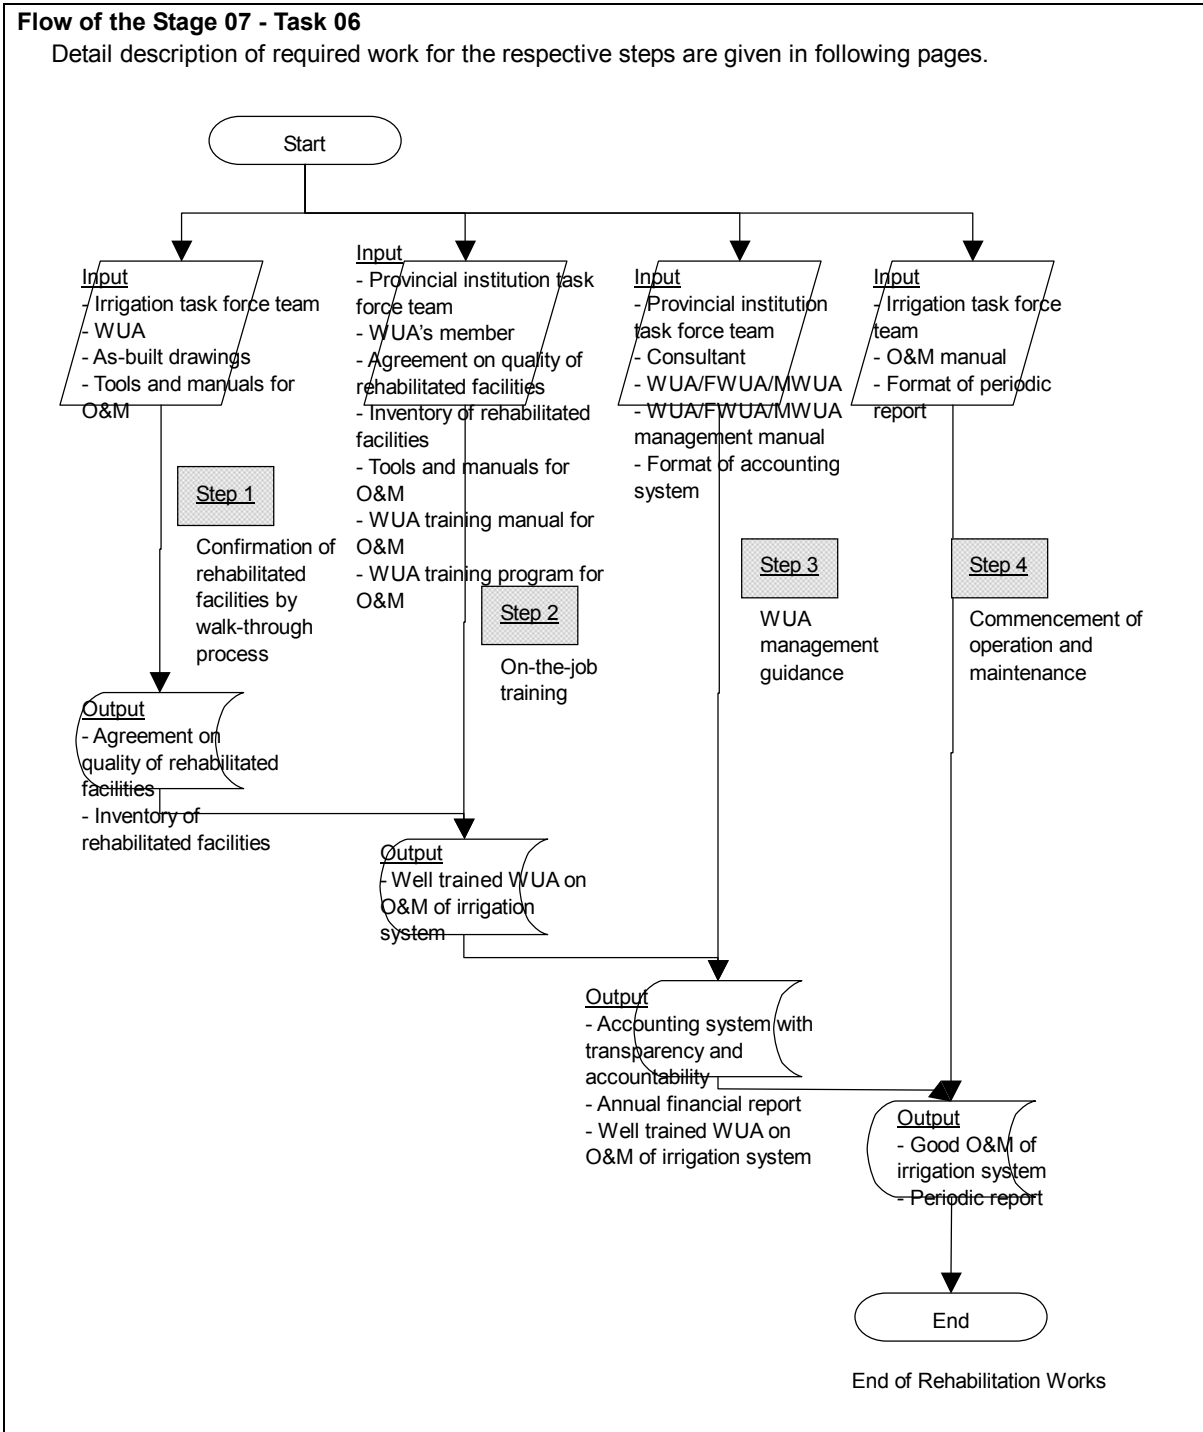 Flow of the Stage 07 - Task 06
Detail description of required work for the respective steps are given in following pages.
Start
Input
- Irrigation task force team
- WUA
- As-built drawings
- Tools and manuals for
O&M
Input
- Provincial institution task
force team
- WUA's member
- Agreement on quality of
rehabilitated facilities
- Inventory of rehabilitated
facilities
- Tools and manuals for
O&M
- WUA training manual for
O&M
- WUA training program for
O&M
Input
- Provincial institution
task force team
- Consultant
- WUA/FWUA/MWUA
- WUA/FWUA/MWUA
management manual
- Format of accounting
system
Input
- Irrigation task force
team
- O&M manual
- Format of periodic
report
Step 1
Confirmation of
rehabilitated
facilities by
walk-through
process
Step 2
On-the-job
training
Step 3
WUA
management
guidance
Step 4
Commencement of
operation and
maintenance
Output
- Agreement on
quality of rehabilitated
facilities
- Inventory of
rehabilitated facilities
Output
- Well trained WUA on
O&M of irrigation
system
Output
- Accounting system with
transparency and
accountability
- Annual financial report
- Well trained WUA on
O&M of irrigation system
Output
- Good O&M of
irrigation system
- Periodic report
End
End of Rehabilitation Works